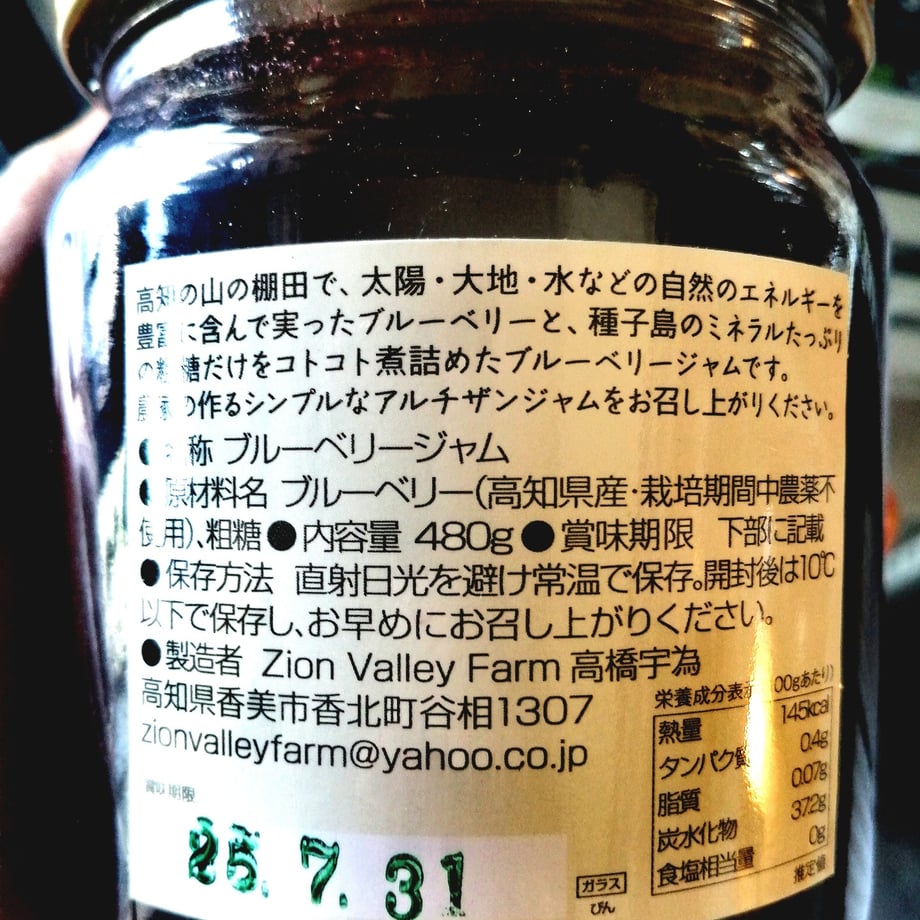 高知の山の棚田で、太陽・大地・水などの自然のエネルギーを
豊富に含んで実ったブルーベリーと、種子島のミネラルたっぷり
の粗糖だけをコトコト煮詰めたブルーベリージャムです。
農家の作るシンプルなアルチザンジャムをお召し上がりください。
●名称 ブルーベリージャム
●原材料名 ブルーベリー(高知県産・栽培期間中農薬不
使用)、粗糖●内容量 480g●賞味期限 下部に記載
●保存方法 直射日光を避け常温で保存。開封後は10℃
以下で保存し、お早めにお召し上がりください。
●製造者 Zion Valley Farm 高橋宇為
高知県香美市香北町谷相1307
zionvalleyfarm@yahoo.co.jp
賞味期限
25.7.31
栄養成分表示 00gあたり)
熱量 145kcal
タンパク質 0.4g
脂質 0.07g
炭水化物 37.2g
食塩相当量 0g
推定値
ガラス
びん